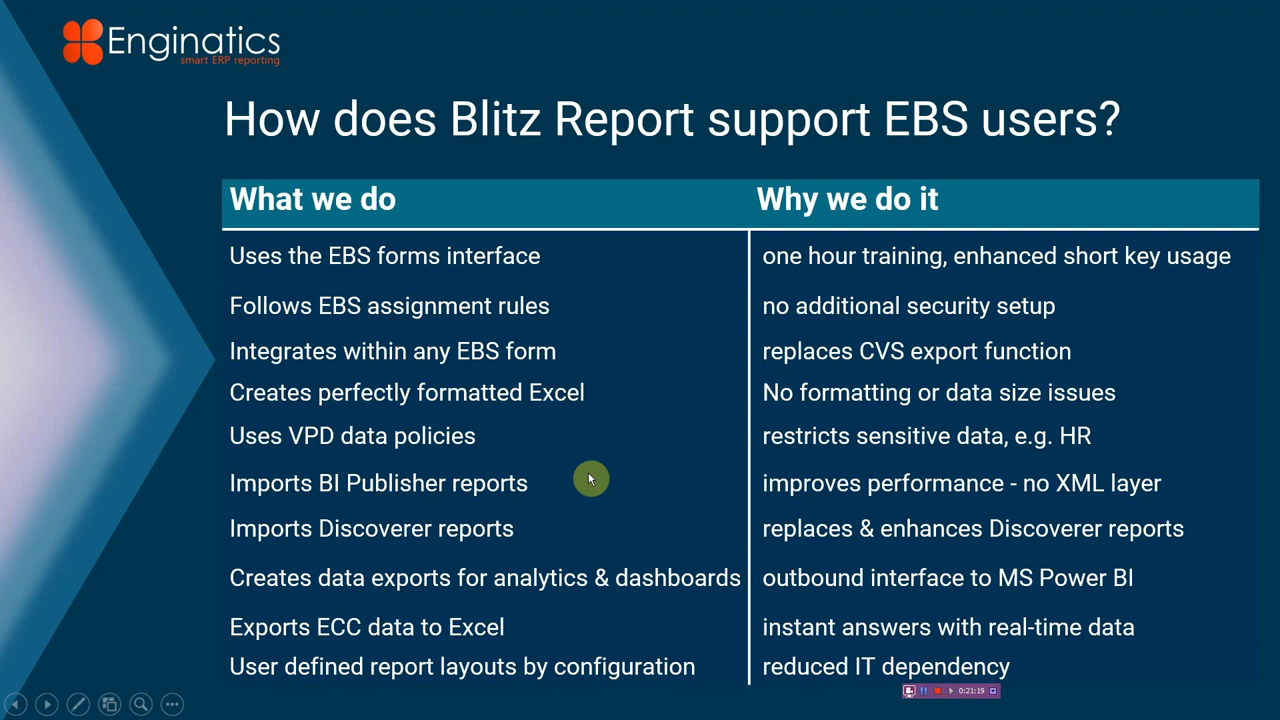 Enginatics
smart ERP reporting
How does Blitz Report support EBS users?
What we do Why we do it
Uses the EBS forms interface one hour training, enhanced short key usage
Follows EBS assignment rules no additional security setup
Integrates within any EBS form replaces CVS export function
Creates perfectly formatted Excel No formatting or data size issues
Uses VPD data policies restricts sensitive data, e.g. HR
Imports BI Publisher reports improves performance - no XML layer
Imports Discoverer reports replaces & enhances Discoverer reports
Creates data exports for analytics & dashboards outbound interface to MS Power BI
Exports ECC data to Excel instant answers with real-time data
User defined report layouts by configuration reduced IT dependency
0:21:19